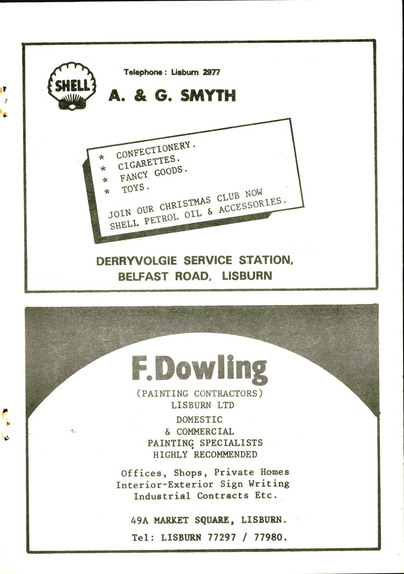 Telephone : Lisburn 2977
SHELL
A. & G. SMYTH
* CONFECTIONERY.
* CIGARETTES.
* FANCY GOODS.
* TOYS.
JOIN OUR CHRISTMAS CLUB NOW
SHELL PETROL OIL & ACCESSORIES.
DERRYVOLGIE SERVICE STATION,
BELFAST ROAD, LISBURN
F.Dowling
(PAINTING CONTRACTORS)
LISBURN LTD
DOMESTIC
& COMMERCIAL
PAINTING SPECIALISTS
HIGHLY RECOMMENDED
Offices, Shops, Private Homes
Interior-Exterior Sign Writing
Industrial Contracts Etc.
49A MARKET SQUARE, LISBURN.
Tel: LISBURN 77297 / 77980.